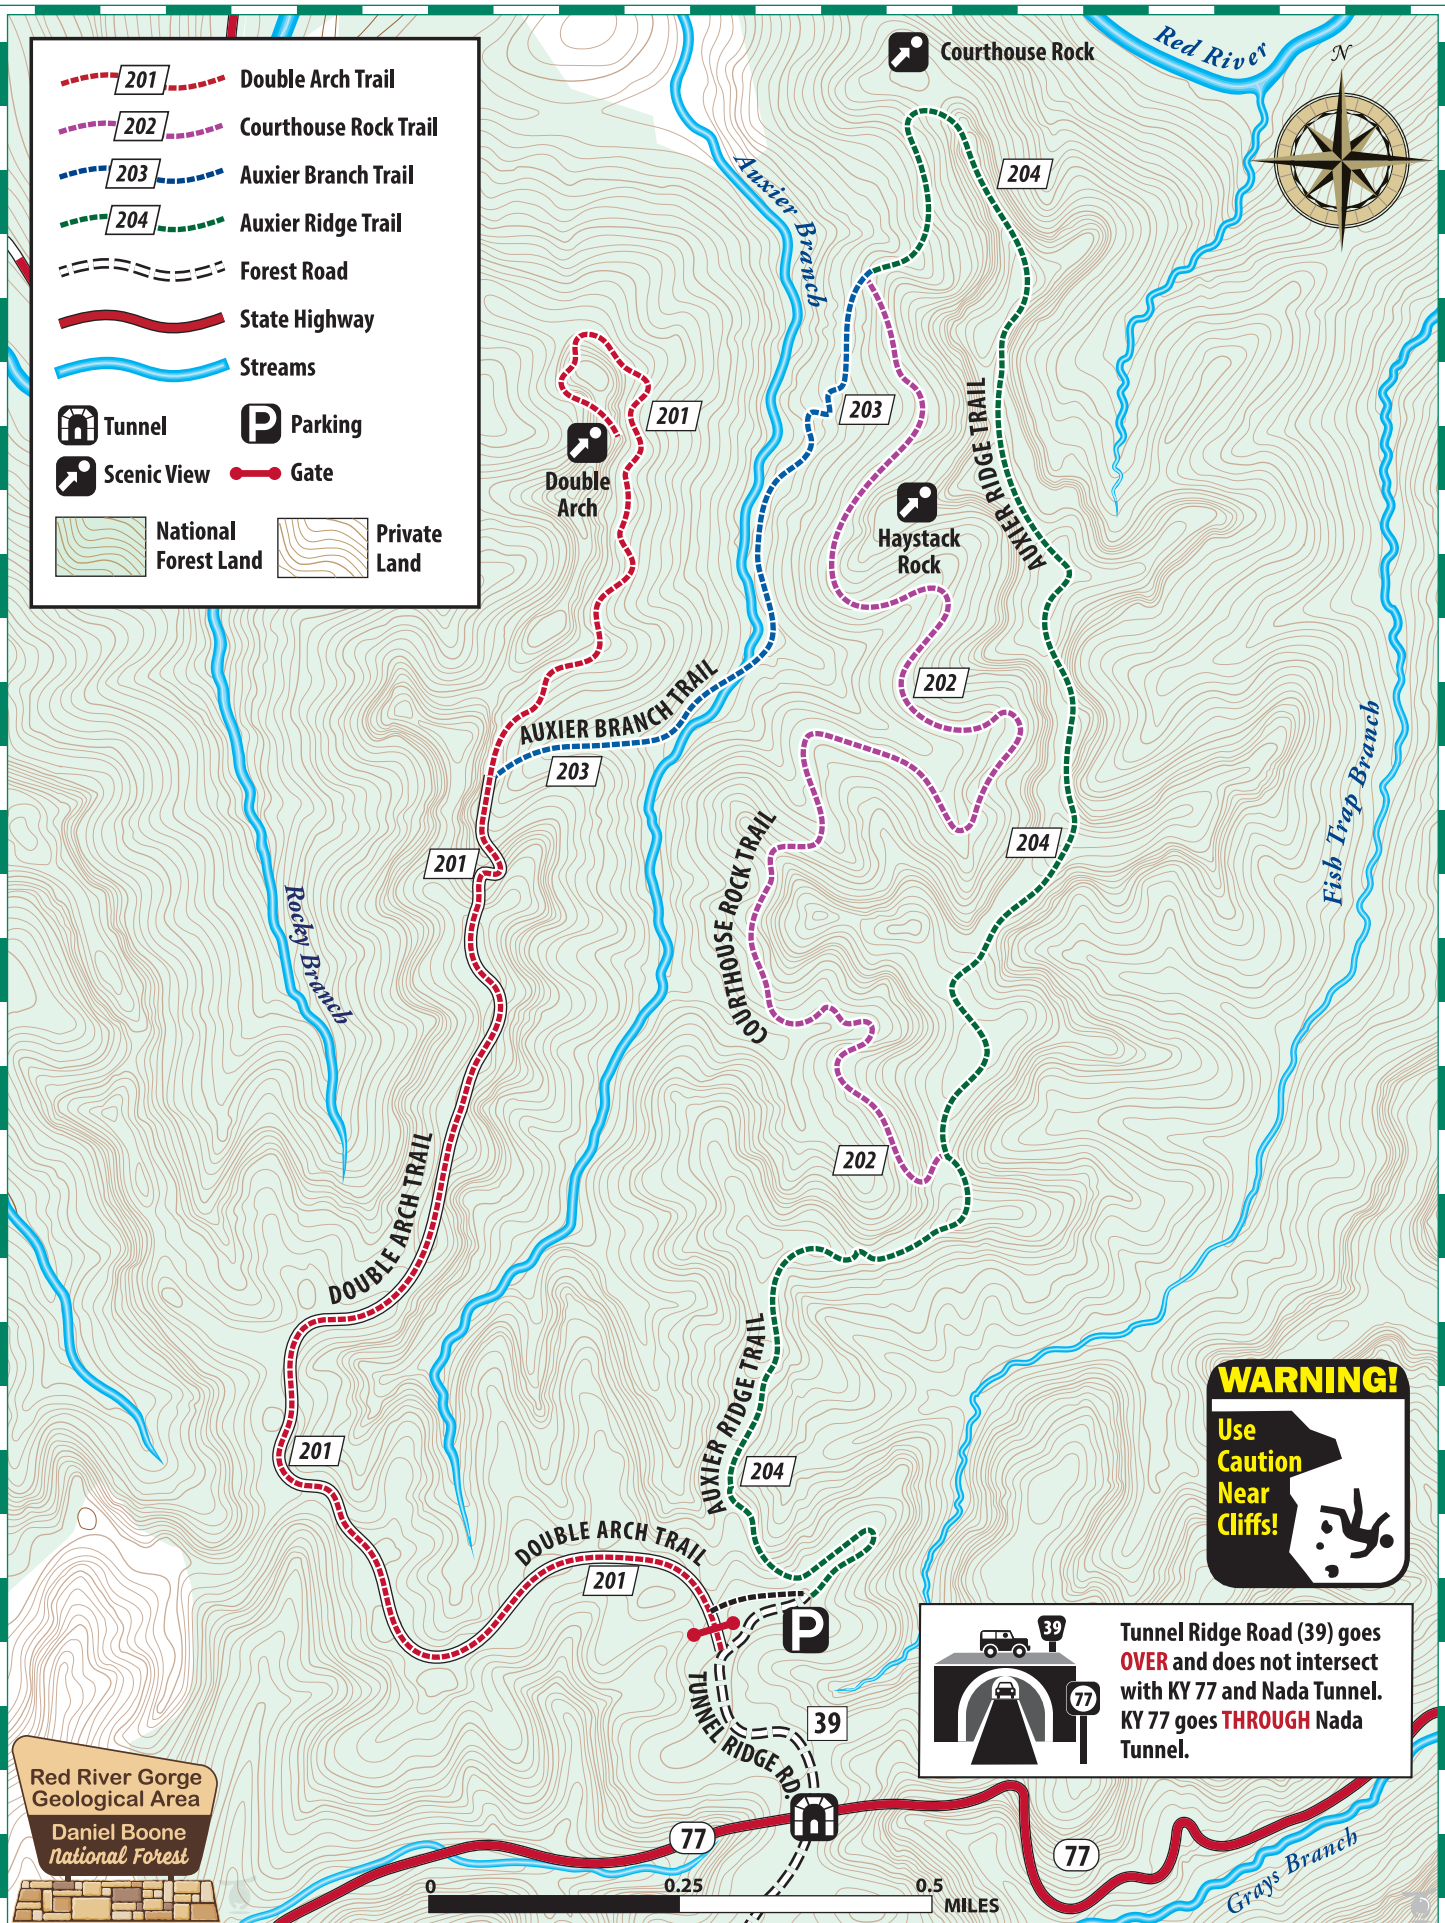 201 Double Arch Trail
202 Courthouse Rock Trail
203 Auxier Branch Trail
204 Auxier Ridge Trail
Forest Road
State Highway
Streams
Tunnel
P Parking
Scenic View
Gate
National
Forest Land
Private
Land
Courthouse Rock
Red River
N
204
Auxier Branch
201
203
AUXIER RIDGE TRAIL
Double
Arch
Haystack
Rock
202
AUXIER BRANCH TRAIL
203
Fish Trap Branch
204
201
COURTHOUSE ROCK TRAIL
Rocky Branch
202
DOUBLE ARCH TRAIL
AUXIER RIDGE TRAIL
201
204
DOUBLE ARCH TRAIL
201
P
TUNNEL RIDGE RD.
39
77
77
Grays Branch
WARNING!
Use
Caution
Near
Cliffs!
39
77
Tunnel Ridge Road (39) goes
OVER and does not intersect
with KY 77 and Nada Tunnel.
KY 77 goes THROUGH Nada
Tunnel.
Red River Gorge
Geological Area
Daniel Boone
National Forest
0 0.25 0.5
MILES